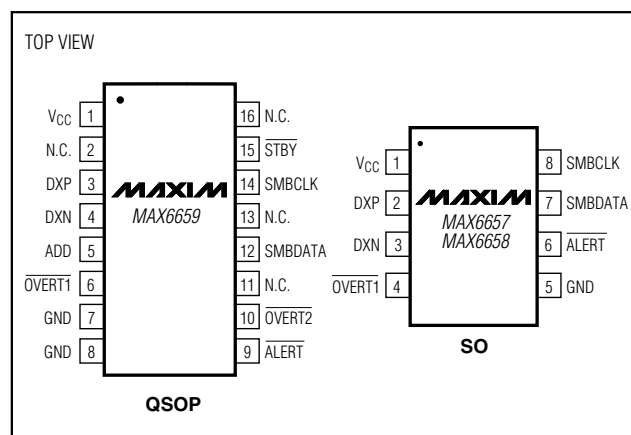 TOP VIEW
VCC 1
N.C. 2
DXP 3
DXN 4
ADD 5
OVERT1 6
GND 7
GND 8
MAXIM
MAX6659
16 N.C.
15 STBY
14 SMBCLK
13 N.C.
12 SMBDATA
11 N.C.
10 OVERT2
9 ALERT
QSOP
VCC 1
DXP 2
DXN 3
OVERT1 4
MAXIM
MAX6657
MAX6658
8 SMBCLK
7 SMBDATA
6 ALERT
5 GND
SO